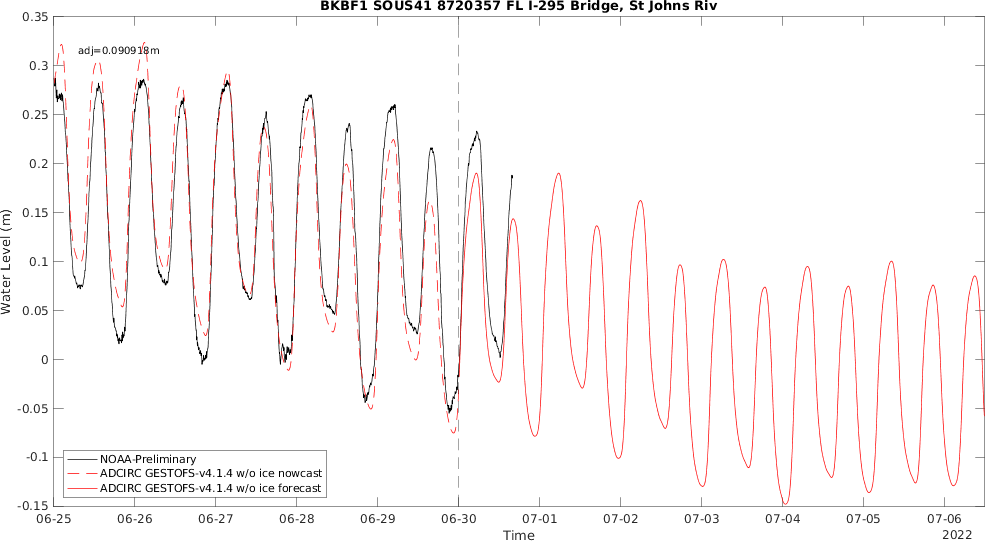 BKBF1 SOUS41 8720357 FL I-295 Bridge, St Johns Riv
0.35
adj=0.090918m
0.3
0.25
0.2
0.15
0.1
0.05
0
-0.05
-0.1
-0.15
Water Level (m)
NOAA-Preliminary
ADCIRC GESTOFS-v4.1.4 w/o ice nowcast
ADCIRC GESTOFS-v4.1.4 w/o ice forecast
06-25 06-26 06-27 06-28 06-29 06-30 07-01 07-02 07-03 07-04 07-05 07-06
Time
2022